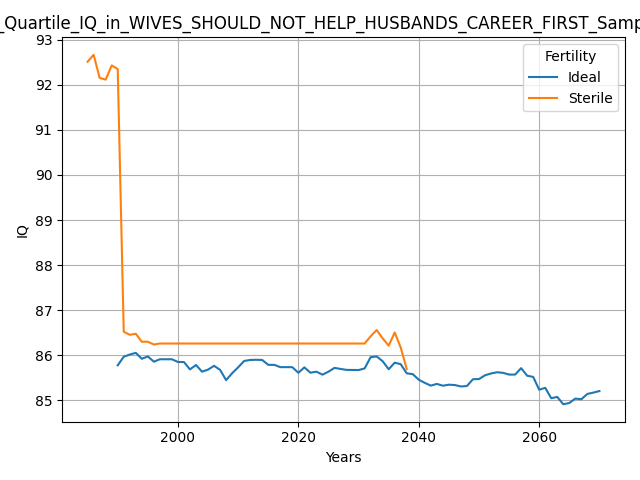 _Quartile_IQ_in_WIVES_SHOULD_NOT_HELP_HUSBANDS_CAREER_FIRST_Samp
93
92
91
90
89
88
87
86
85
IQ
Fertility
Ideal
Sterile
2000
2020
2040
2060
Years